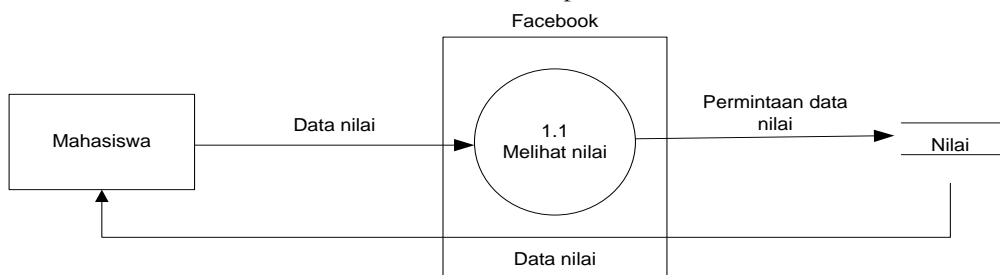 Facebook
Mahasiswa
Data nilai
1.1
Melihat nilai
Permintaan data
nilai
Nilai
Data nilai